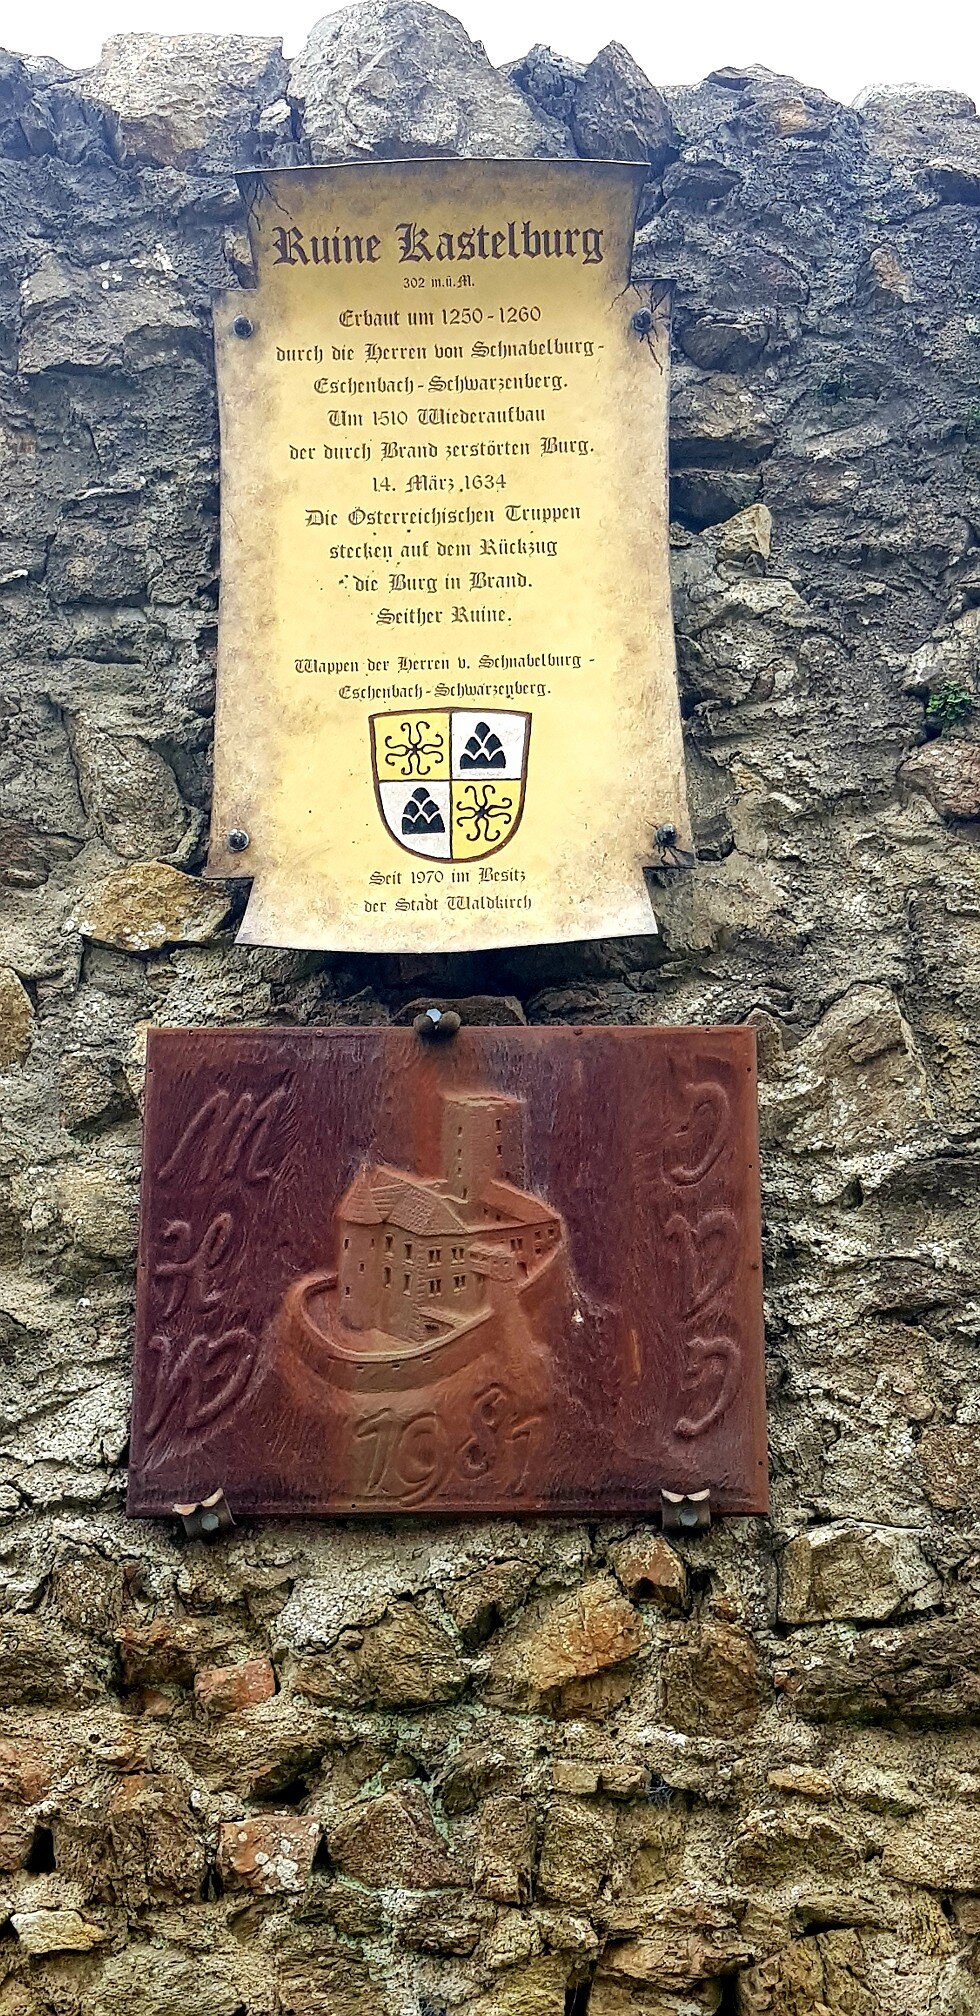 Ruine Kastelburg
302 m.ü.M.
Erbaut um 1250 - 1260
durch die Herren von Schnabelburg -
Eschenbach - Schwarzenberg.
Um 1510 Wiederaufbau
der durch Brand zerstörten Burg.
14. März 1634
Die Österreichischen Truppen
stecken auf dem Rückzug
die Burg in Brand.
Seither Ruine.
Wappen der Herren v. Schnabelburg -
Eschenbach - Schwarzenberg.
Seit 1970 im Besitz
der Stadt Waldkirch
1981